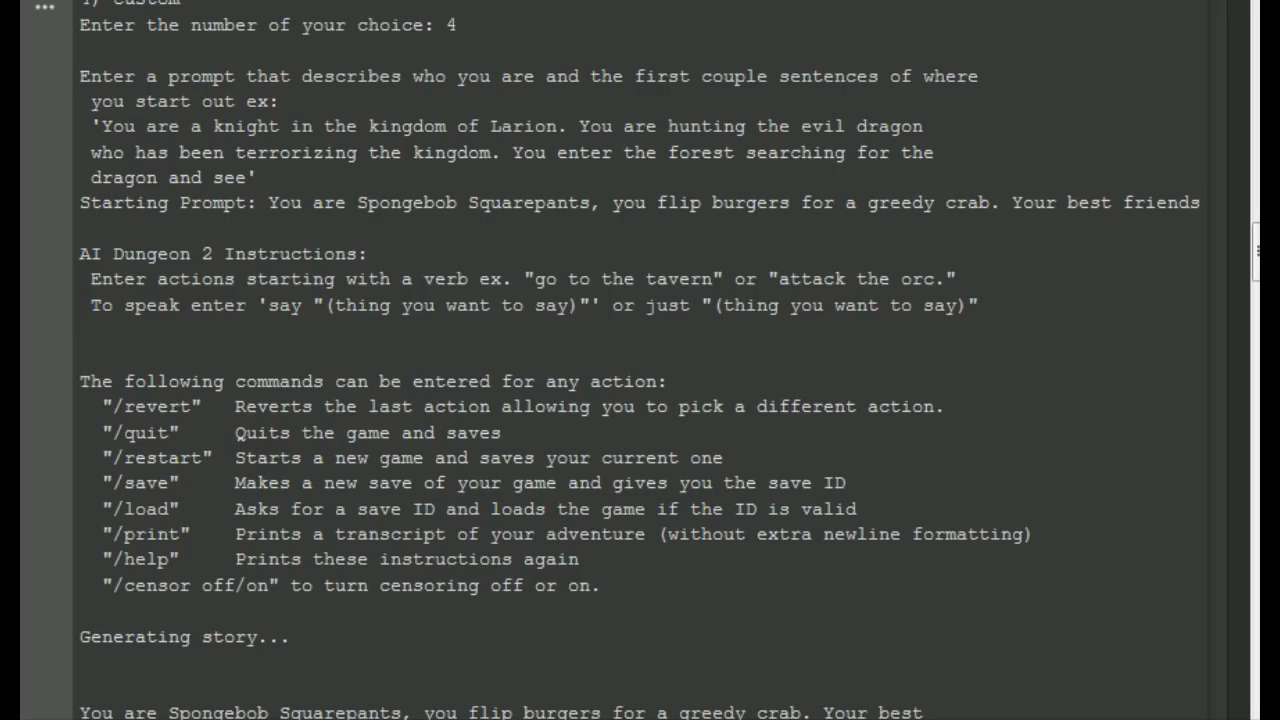 Enter the number of your choice: 4
Enter a prompt that describes who you are and the first couple sentences of where
you start out ex:
'You are a knight in the kingdom of Larion. You are hunting the evil dragon
who has been terrorizing the kingdom. You enter the forest searching for the
dragon and see'
Starting Prompt: You are Spongebob Squarepants, you flip burgers for a greedy crab. Your best friends
AI Dungeon 2 Instructions:
Enter actions starting with a verb ex. "go to the tavern" or "attack the orc."
To speak enter 'say "(thing you want to say)"' or just "(thing you want to say)"
The following commands can be entered for any action:
"/revert" Reverts the last action allowing you to pick a different action.
"/quit" Quits the game and saves
"/restart" Starts a new game and saves your current one
"/save" Makes a new save of your game and gives you the save ID
"/load" Asks for a save ID and loads the game if the ID is valid
"/print" Prints a transcript of your adventure (without extra newline formatting)
"/help" Prints these instructions again
"/censor off/on" to turn censoring off or on.
Generating story...
You are Spongebob Squarepants, you flip burgers for a greedy crab. Your best